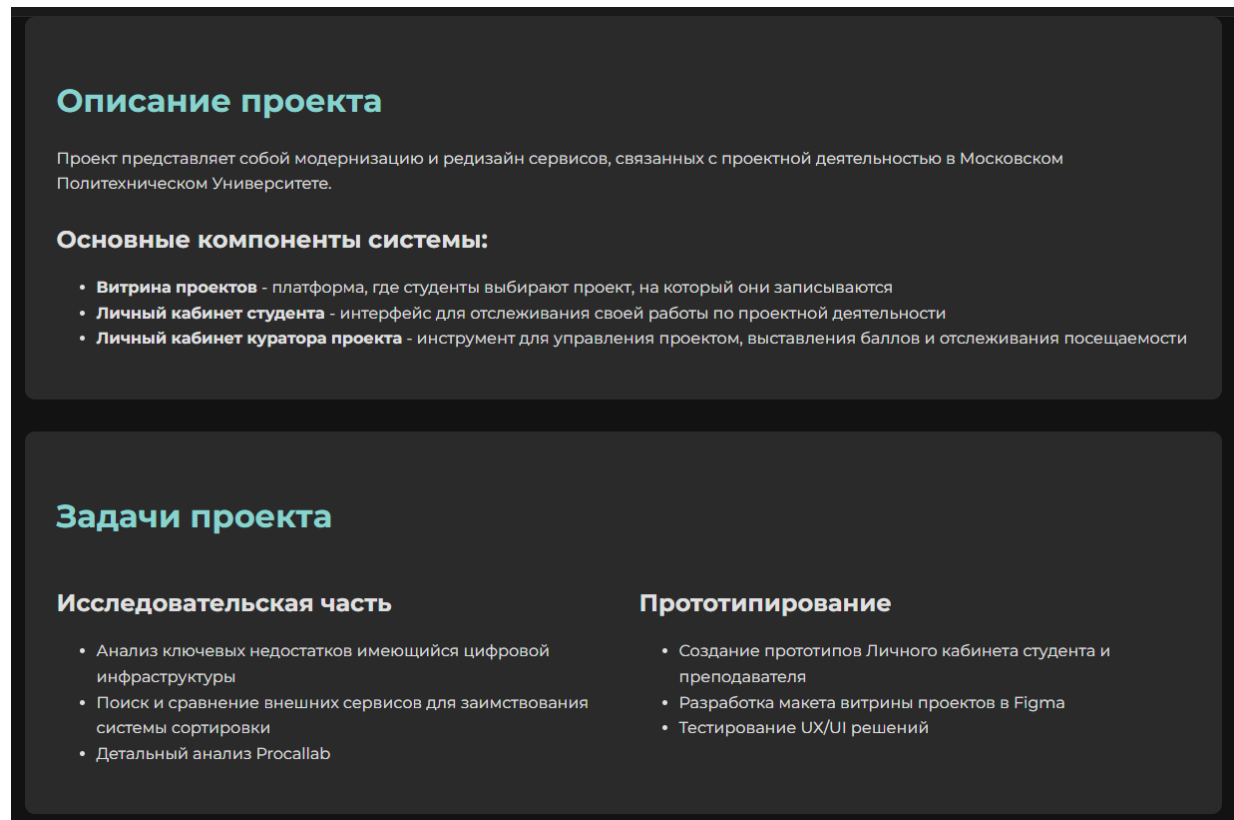 Описание проекта
Проект представляет собой модернизацию и редизайн сервисов, связанных с проектной деятельностью в Московском
Политехническом Университете.
Основные компоненты системы:
• Витрина проектов - платформа, где студенты выбирают проект, на который они записываются
• Личный кабинет студента - интерфейс для отслеживания своей работы по проектной деятельности
• Личный кабинет куратора проекта - инструмент для управления проектом, выставления баллов и отслеживания посещаемости
Задачи проекта
Исследовательская часть
• Анализ ключевых недостатков имеющийся цифровой
инфраструктуры
• Поиск и сравнение внешних сервисов для заимствования
системы сортировки
• Детальный анализ Procallab
Прототипирование
• Создание прототипов Личного кабинета студента и
преподавателя
• Разработка макета витрины проектов в Figma
• Тестирование UX/UI решений